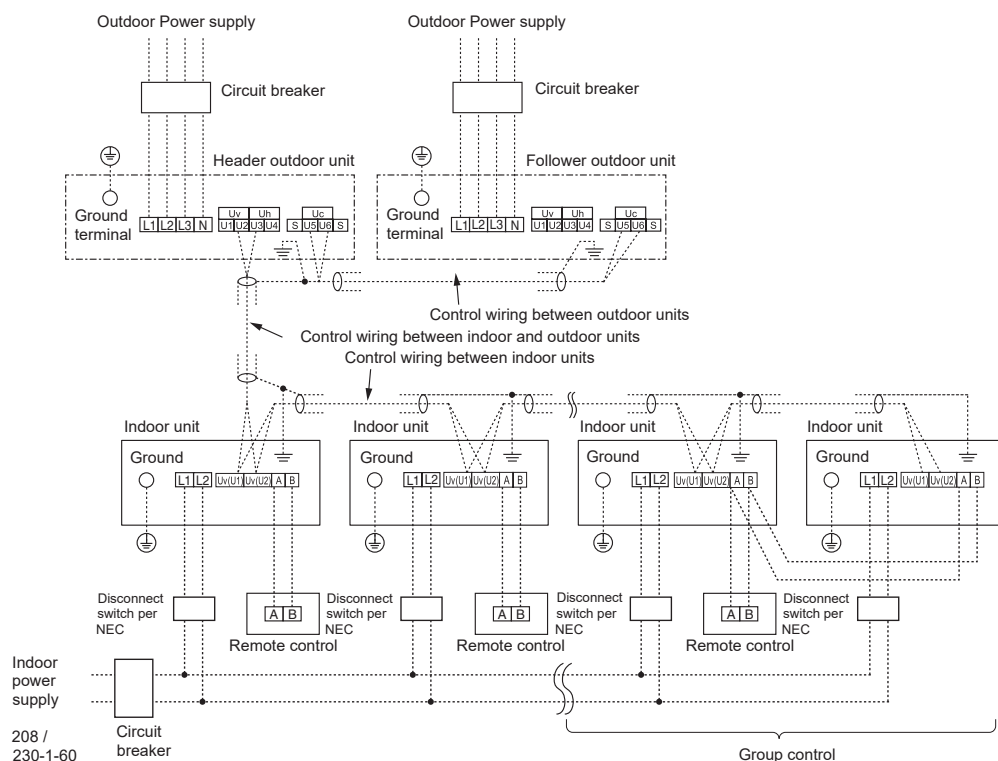 Outdoor Power supply
Outdoor Power supply
Circuit breaker
Circuit breaker
Header outdoor unit
Follower outdoor unit
Ground
terminal
L1 L2 L3 N
Uv Uh
U1 U2 U3 U4
Uc
S U5 U6 S
Ground
terminal
L1 L2 L3 N
Uv Uh
U1 U2 U3 U4
Uc
S U5 U6 S
Control wiring between outdoor units
Control wiring between indoor and outdoor units
Control wiring between indoor units
Indoor unit
Indoor unit
Indoor unit
Indoor unit
Ground
L1 L2
Uv(U1) Uv(U2) A B
Ground
L1 L2
Uv(U1) Uv(U2) A B
Ground
L1 L2
Uv(U1) Uv(U2) A B
Ground
L1 L2
Uv(U1) Uv(U2) A B
Disconnect
switch per
NEC
A B
Remote control
Disconnect
switch per
NEC
A B
Remote control
Disconnect
switch per
NEC
A B
Remote control
Disconnect
switch per
NEC
Indoor
power
supply
208 /
230-1-60
Circuit
breaker
Group control